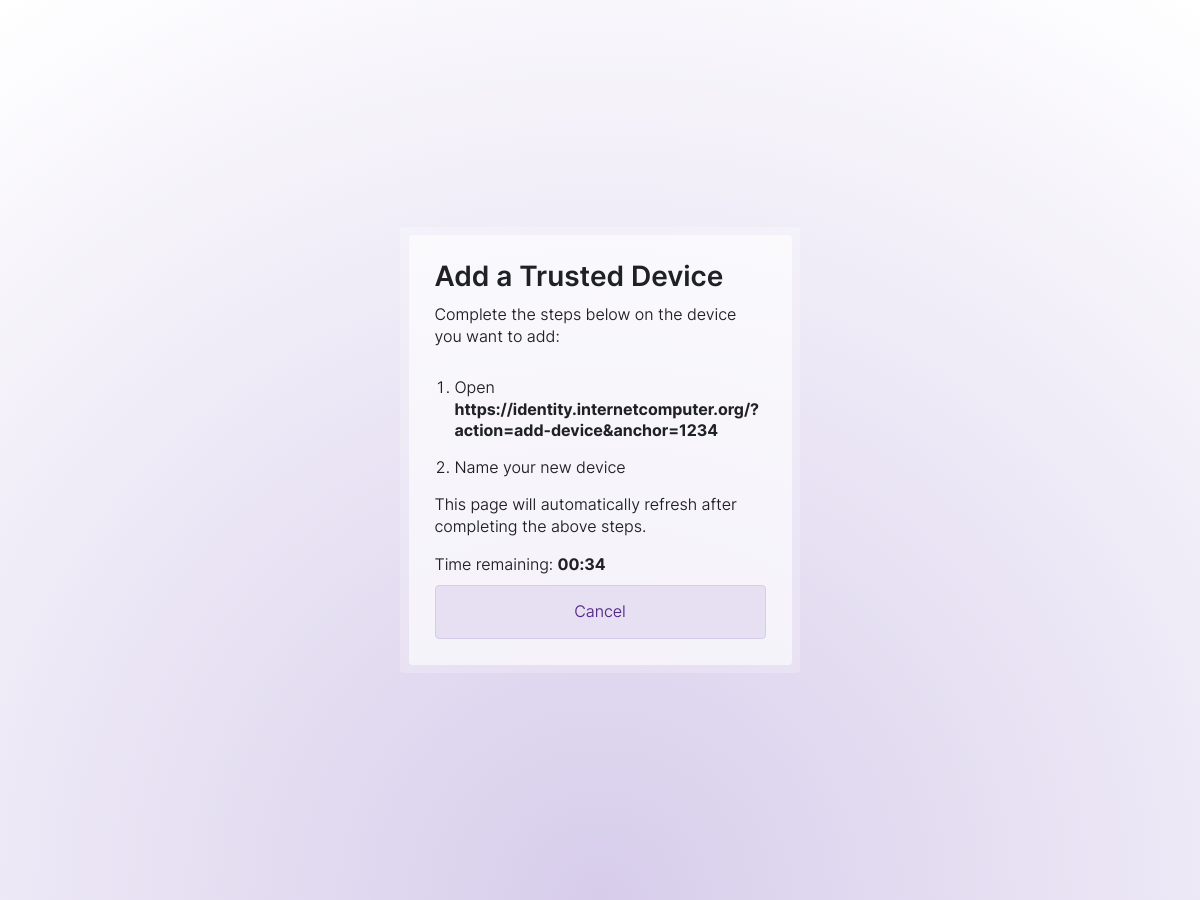 Add a Trusted Device
Complete the steps below on the device
you want to add:
1. Open
https://identity.internetcomputer.org/?
action=add-device&anchor=1234
2. Name your new device
This page will automatically refresh after
completing the above steps.
Time remaining: 00:34
Cancel